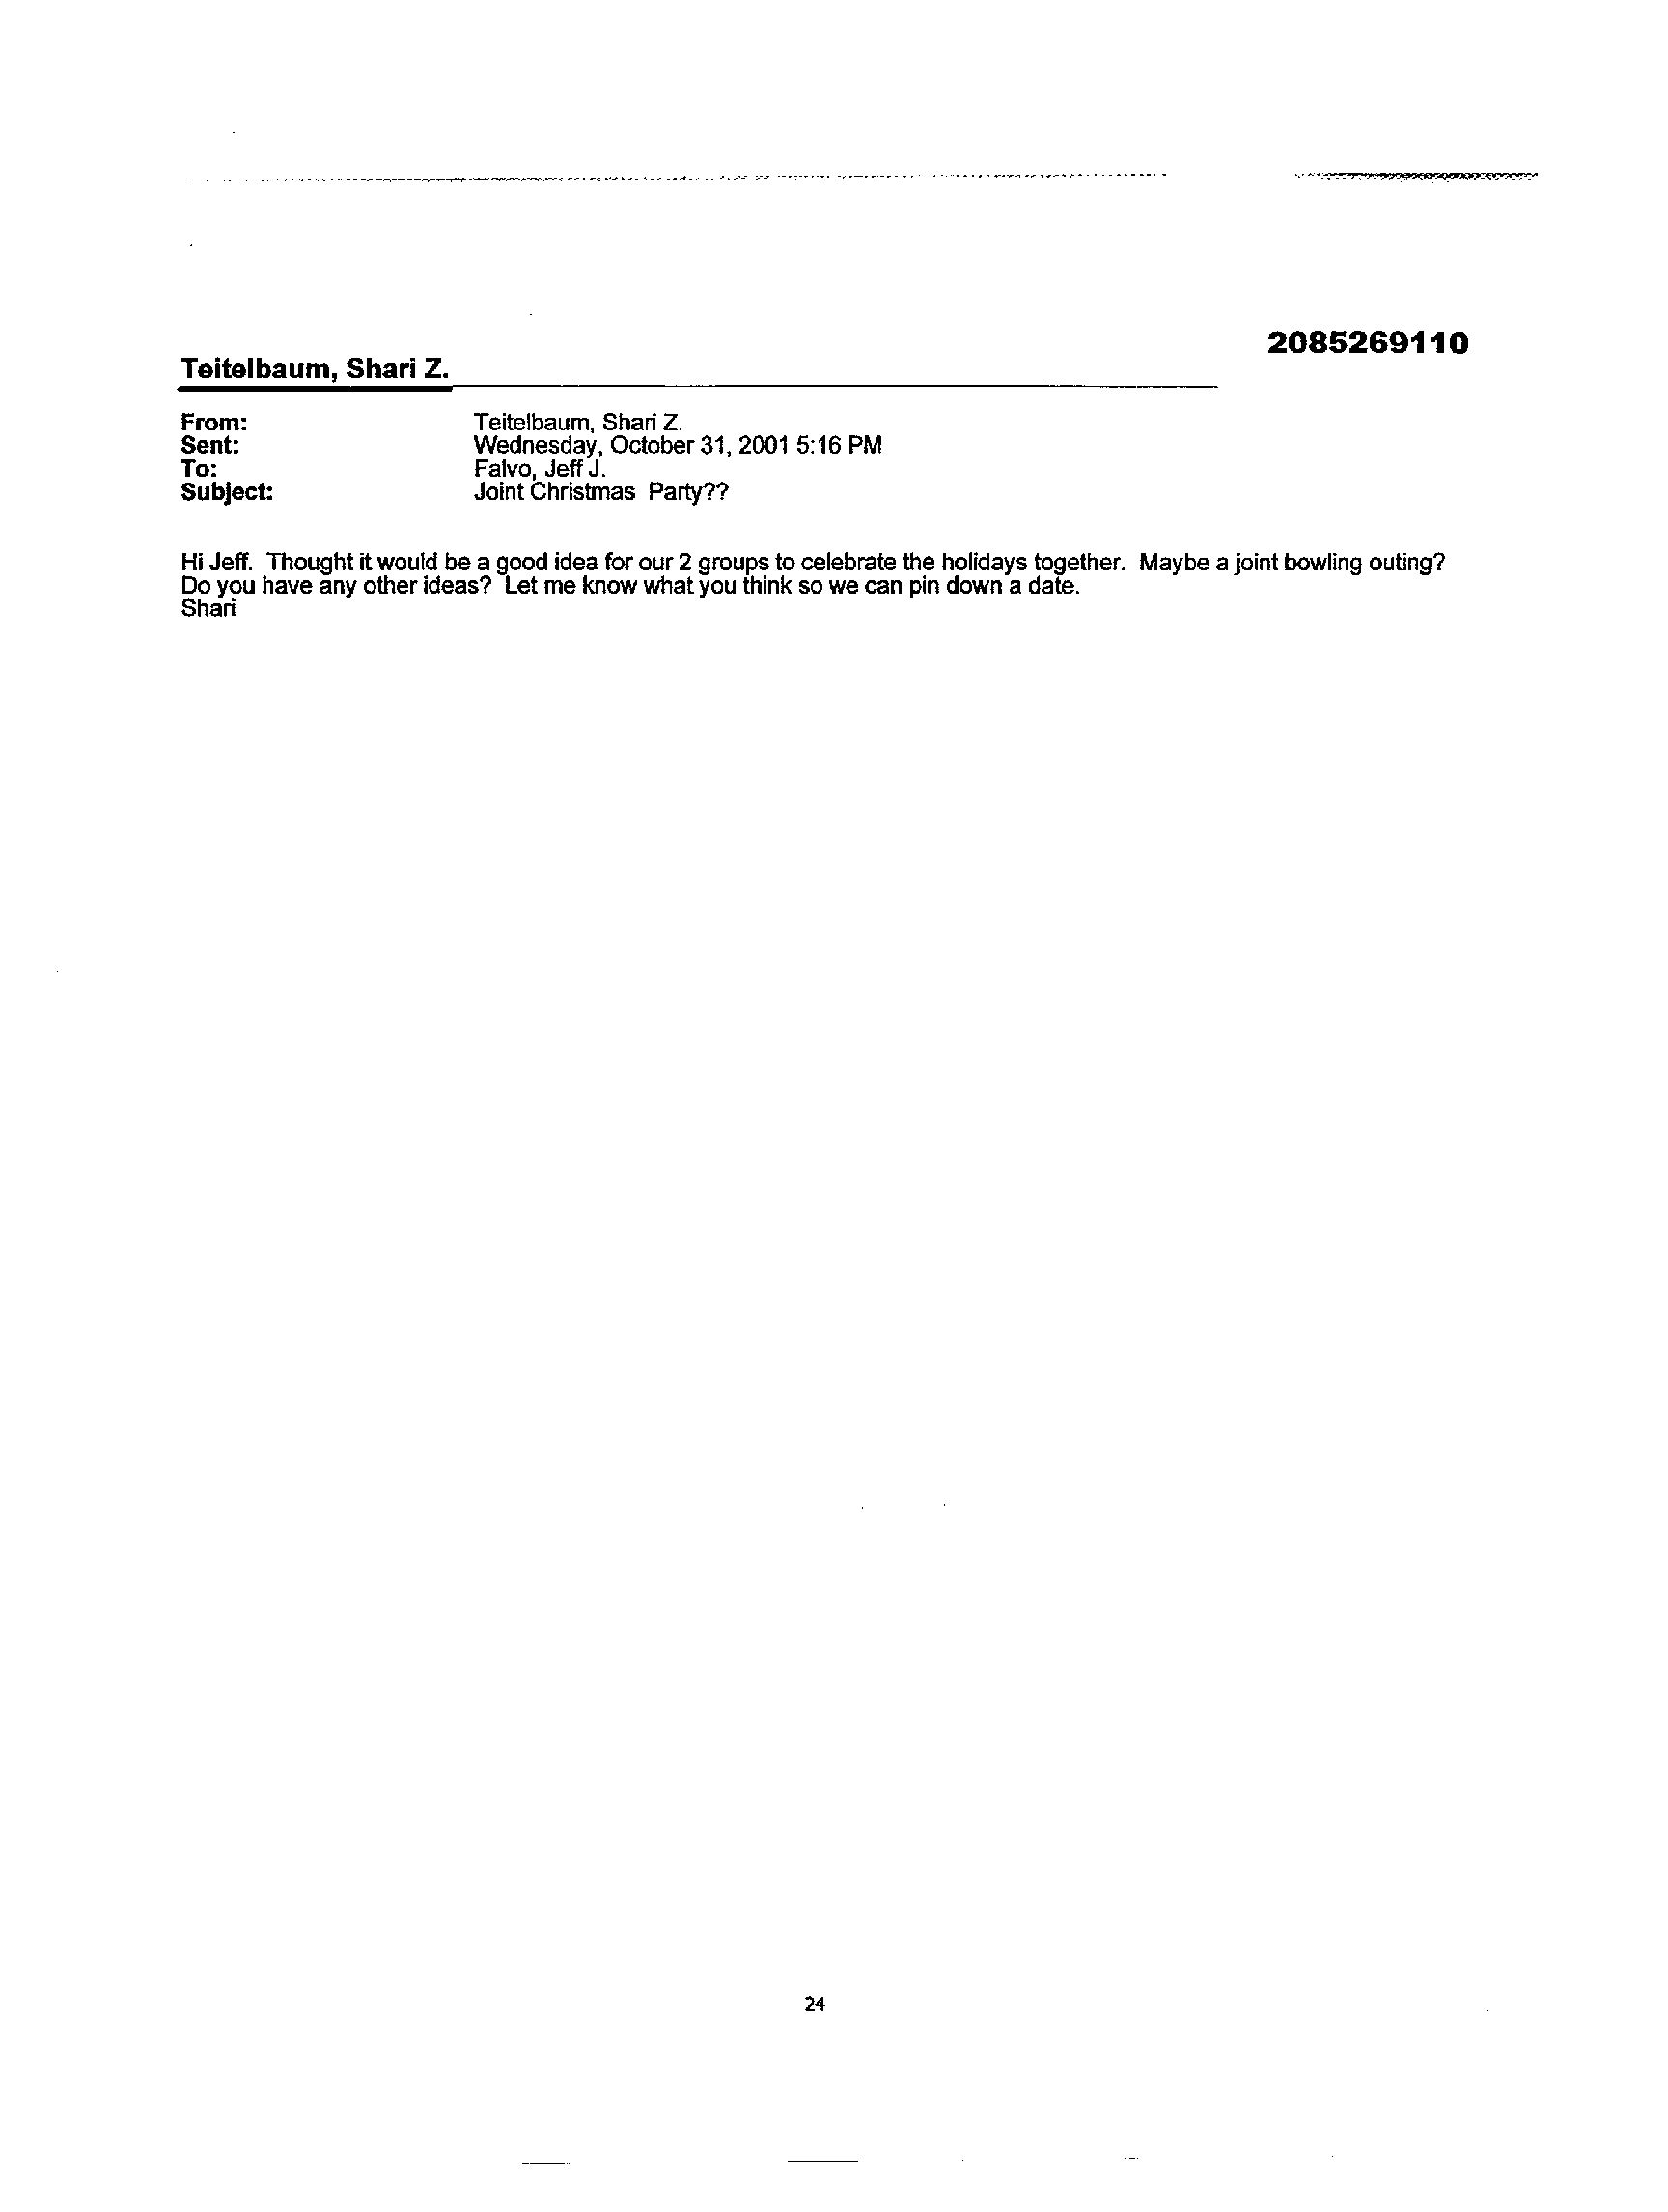 2085269110
Teitelbaum, Shari Z.
From: Teitelbaum, Shari Z.
Sent: Wednesday, October 31, 2001 5:16 PM
To: Falvo, Jeff J.
Subject: Joint Christmas Party??
Hi Jeff. Thought it would be a good idea for our 2 groups to celebrate the holidays together. Maybe a joint bowling outing?
Do you have any other ideas? Let me know what you think so we can pin down a date.
Shari
24